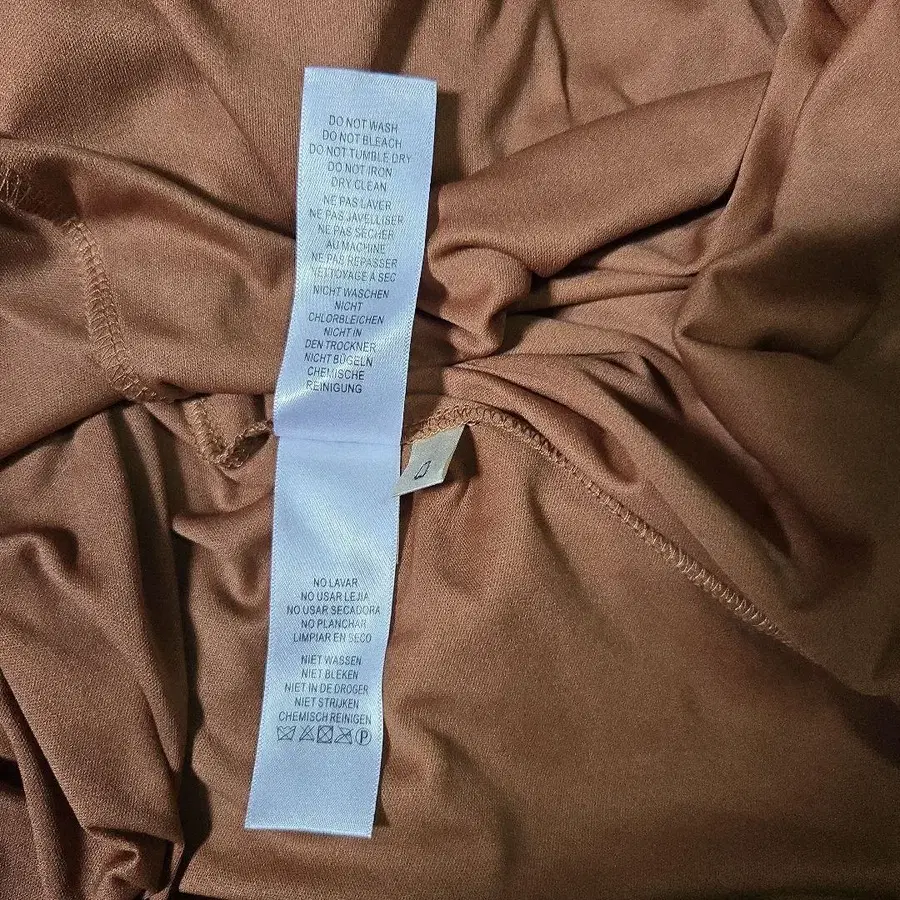 DO NOT WASH
DO NOT BLEACH
DO NOT TUMBLE DRY
DO NOT IRON
DRY CLEAN
NE PAS LAVER
NE PAS JAVELLISER
NE PAS SÉCHER
AU MACHINE
NE PAS REPASSER
NETTOYAGE À SEC
NICHT WASCHEN
NICHT
CHLORBLEICHEN
NICHT IN
DEN TROCKNER
NICHT BÜGELN
CHEMISCHE
REINIGUNG
NO LAVAR
NO USAR LEJIA
NO USAR SECADORA
NO PLANCHAR
LIMPIAR EN SECO
NIET WASSEN
NIET BLEKEN
NIET IN DE DROGER
NIET STRIJKEN
CHEMISCH REINIGEN
P